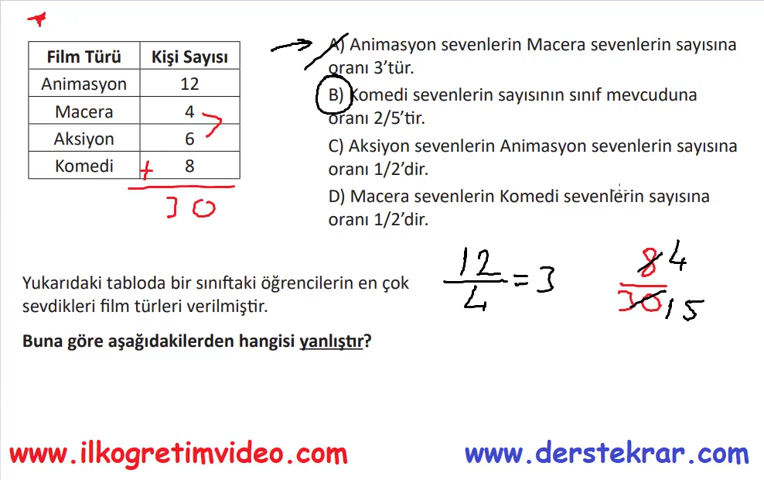 Film Türü Kişi Sayısı
Animasyon 12
Macera 4
Aksiyon 6
Komedi + 8
30
A) Animasyon sevenlerin Macera sevenlerin sayısına
oranı 3’tür.
B) Komedi sevenlerin sayısının sınıf mevcuduna
oranı 2/5’tir.
C) Aksiyon sevenlerin Animasyon sevenlerin sayısına
oranı 1/2’dir.
D) Macera sevenlerin Komedi sevenlerin sayısına
oranı 1/2’dir.
12/4 = 3
8 4
30 15
Yukarıdaki tabloda bir sınıftaki öğrencilerin en çok
sevdikleri film türleri verilmiştir.
Buna göre aşağıdakilerden hangisi yanlıştır?
www.ilkogretimvideo.com www.derstekrar.com